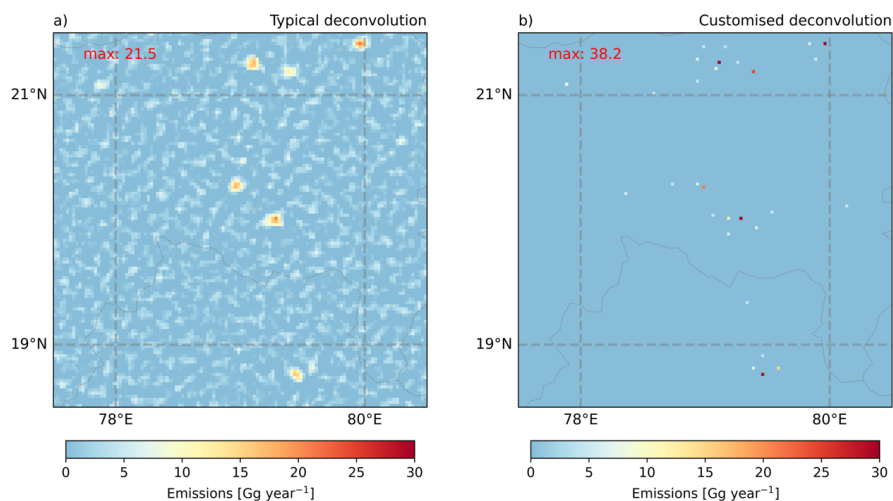 a)
Typical deconvolution
max: 21.5
21°N
19°N
78°E
80°E
0
5
10
15
20
25
30
Emissions [Gg year⁻¹]
b)
Customised deconvolution
max: 38.2
21°N
19°N
78°E
80°E
0
5
10
15
20
25
30
Emissions [Gg year⁻¹]